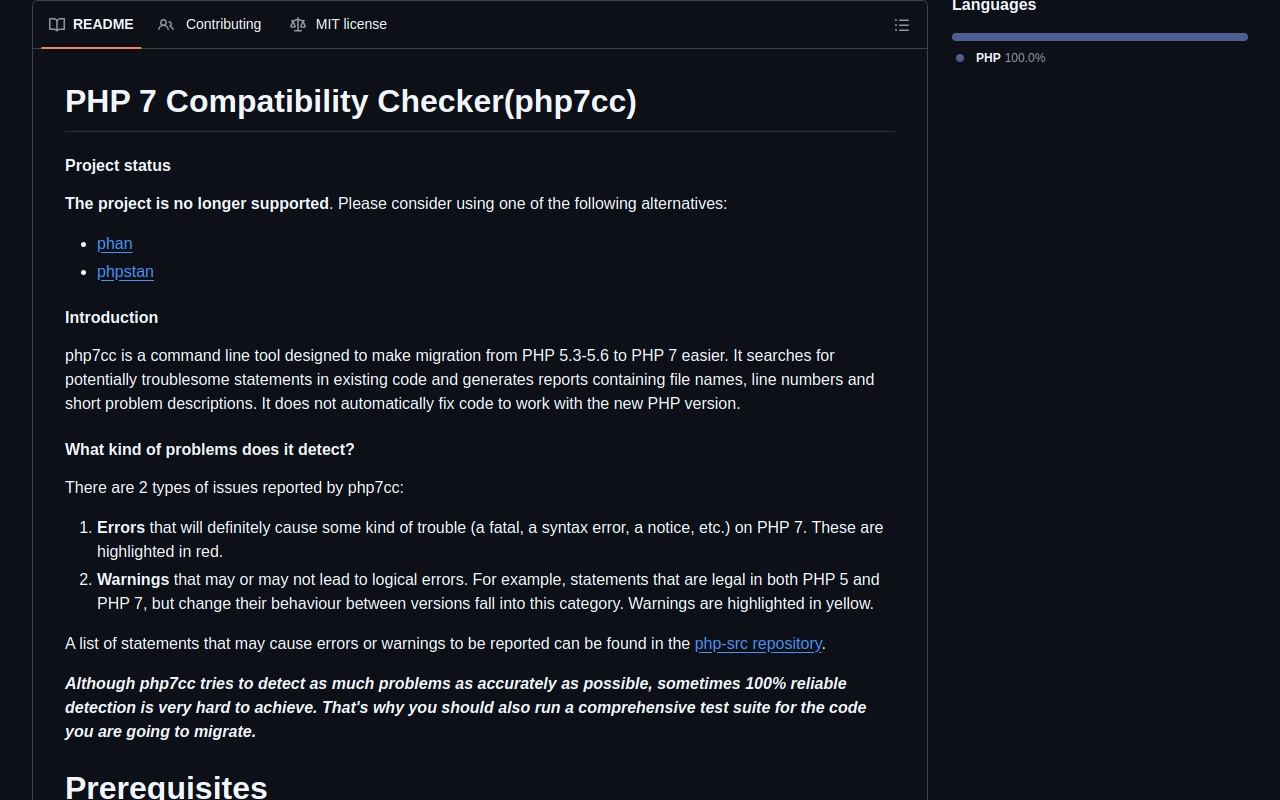 README
Contributing
MIT license
Languages
PHP 100.0%
PHP 7 Compatibility Checker(php7cc)
Project status
The project is no longer supported. Please consider using one of the following alternatives:
phan
phpstan
Introduction
php7cc is a command line tool designed to make migration from PHP 5.3-5.6 to PHP 7 easier. It searches for
potentially troublesome statements in existing code and generates reports containing file names, line numbers and
short problem descriptions. It does not automatically fix code to work with the new PHP version.
What kind of problems does it detect?
There are 2 types of issues reported by php7cc:
1. Errors that will definitely cause some kind of trouble (a fatal, a syntax error, a notice, etc.) on PHP 7. These are
highlighted in red.
2. Warnings that may or may not lead to logical errors. For example, statements that are legal in both PHP 5 and
PHP 7, but change their behaviour between versions fall into this category. Warnings are highlighted in yellow.
A list of statements that may cause errors or warnings to be reported can be found in the php-src repository.
Although php7cc tries to detect as much problems as accurately as possible, sometimes 100% reliable
detection is very hard to achieve. That's why you should also run a comprehensive test suite for the code
you are going to migrate.
Prerequisites